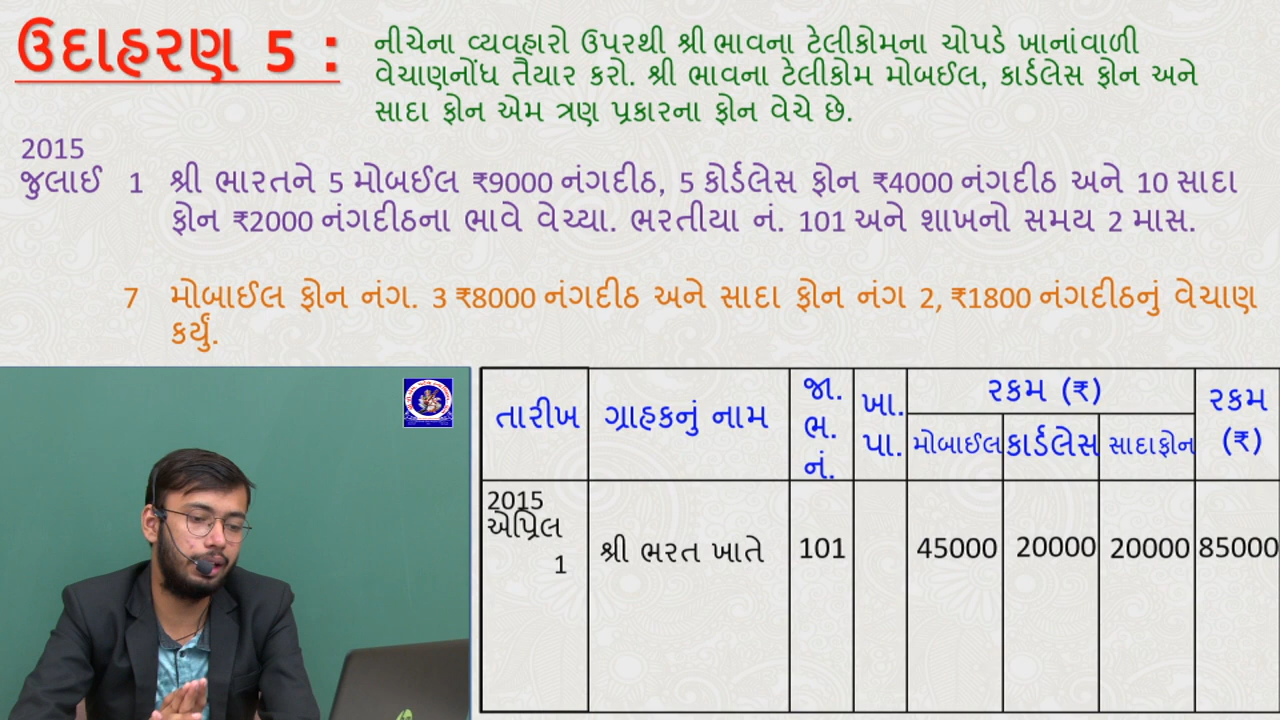 ઉદાહરણ 5 :
નીચેના વ્યવહારો ઉપરથી શ્રી ભાવના ટેલીકોમના ચોપડે ખાનાંવાળી
વેચાણનોંધ તૈયાર કરો. શ્રી ભાવના ટેલીકોમ મોબઈલ, કાર્ડલેસ ફોન અને
સાદા ફોન એમ ત્રણ પ્રકારના ફોન વેચે છે.
2015
જુલાઈ 1 શ્રી ભારતને 5 મોબઈલ ₹9000 નંગદીઠ, 5 કોર્ડલેસ ફોન ₹4000 નંગદીઠ અને 10 સાદા
ફોન ₹2000 નંગદીઠના ભાવે વેચ્યા. ભરતીયા નં. 101 અને શાખનો સમય 2 માસ.
7 મોબાઈલ ફોન નંગ. 3 ₹8000 નંગદીઠ અને સાદા ફોન નંગ 2, ₹1800 નંગદીઠનું વેચાણ
કર્યું.
તારીખ ગ્રાહકનું નામ જા. ભ. નં. ખા. પા. રકમ (₹) રકમ (₹)
મોબાઈલ કાર્ડલેસ સાદાફોન
2015
એપ્રિલ
1 શ્રી ભરત ખાતે 101 45000 20000 20000 85000